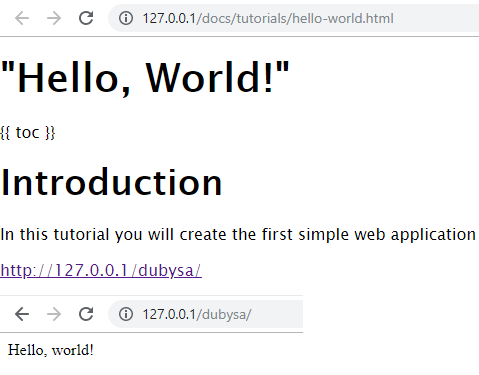 127.0.0.1/docs/tutorials/hello-world.html
"Hello, World!"
{{ toc }}
Introduction
In this tutorial you will create the first simple web application
http://127.0.0.1/dubysa/
127.0.0.1/dubysa/
Hello, world!